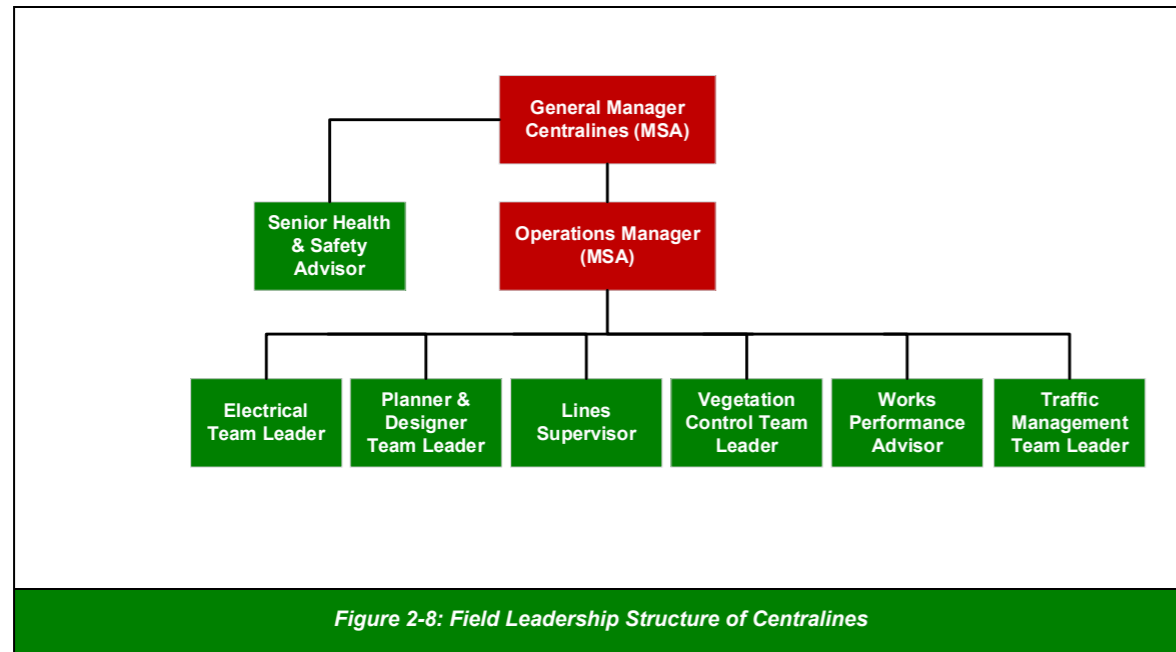 General Manager
Centralines (MSA)
Senior Health
& Safety
Advisor
Operations Manager
(MSA)
Electrical
Team Leader
Planner &
Designer
Team Leader
Lines
Supervisor
Vegetation
Control Team
Leader
Works
Performance
Advisor
Traffic
Management
Team Leader
Figure 2-8: Field Leadership Structure of Centralines